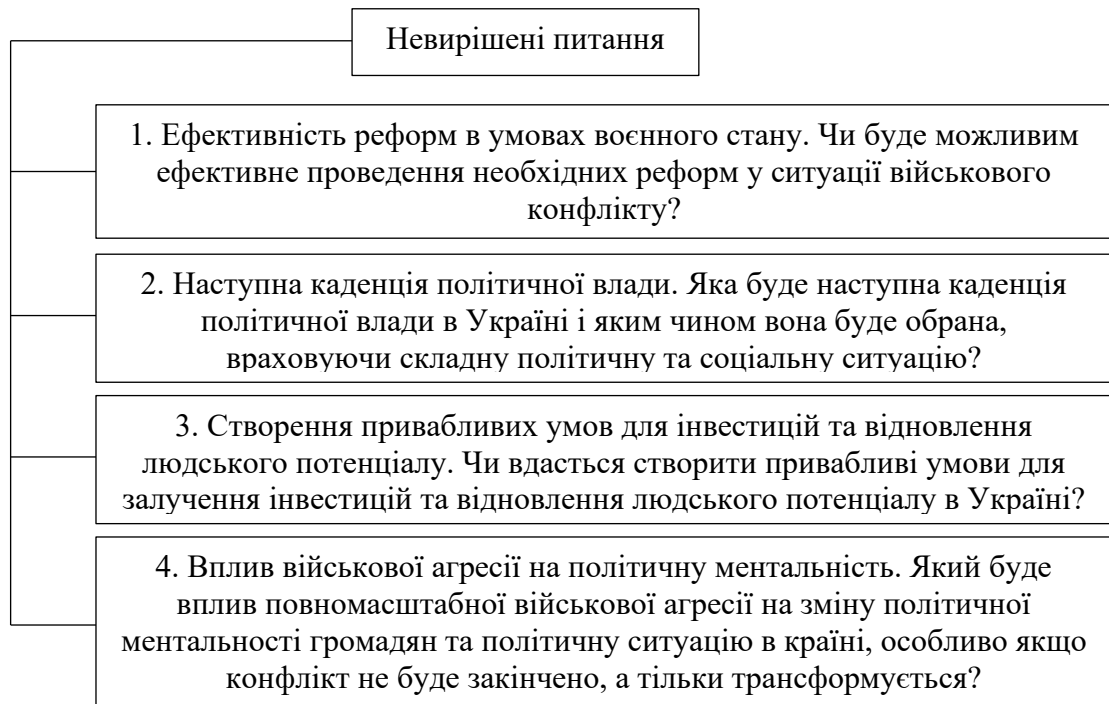 Невирішені питання
1. Ефективність реформ в умовах воєнного стану. Чи буде можливим
ефективне проведення необхідних реформ у ситуації військового
конфлікту?
2. Наступна каденція політичної влади. Яка буде наступна каденція
політичної влади в Україні і яким чином вона буде обрана,
враховуючи складну політичну та соціальну ситуацію?
3. Створення привабливих умов для інвестицій та відновлення
людського потенціалу. Чи вдасться створити привабливі умови для
залучення інвестицій та відновлення людського потенціалу в Україні?
4. Вплив військової агресії на політичну ментальність. Який буде
вплив повномасштабної військової агресії на зміну політичної
ментальності громадян та політичну ситуацію в країні, особливо якщо
конфлікт не буде закінчено, а тільки трансформується?